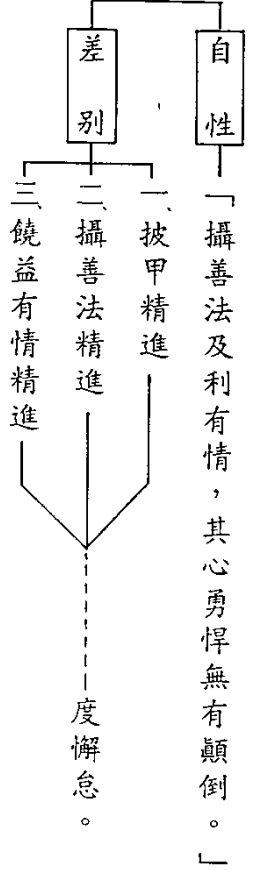 自性
「攝善法及利有情，其心勇悍無有顚倒。」
差別
一、披甲精進
二、攝善法精進
三、饒益有情精進
度懈怠。